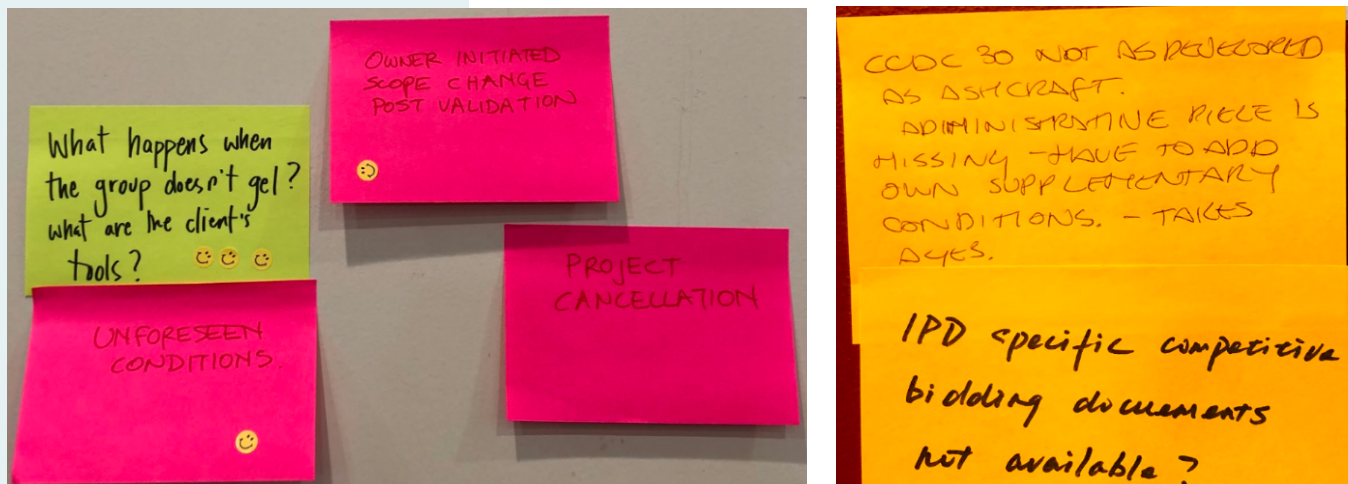 OWNER INITIATED
SCOPE CHANGE
POST VALIDATION
What happens when
the group doesn't gel?
what are the client's
tools?
PROJECT
CANCELLATION
UNFORESEEN
CONDITIONS
CCDC 30 NOT AS DEVELOPED
AS ASHCRAFT.
ADIMINISTRATINE PIECE IS
MISSING - HAVE TO ADD
OWN SUPPLEMENTARY
CONDITIONS. - TAKES
AGES.
IPD specific competitive
bidding documents
not available?